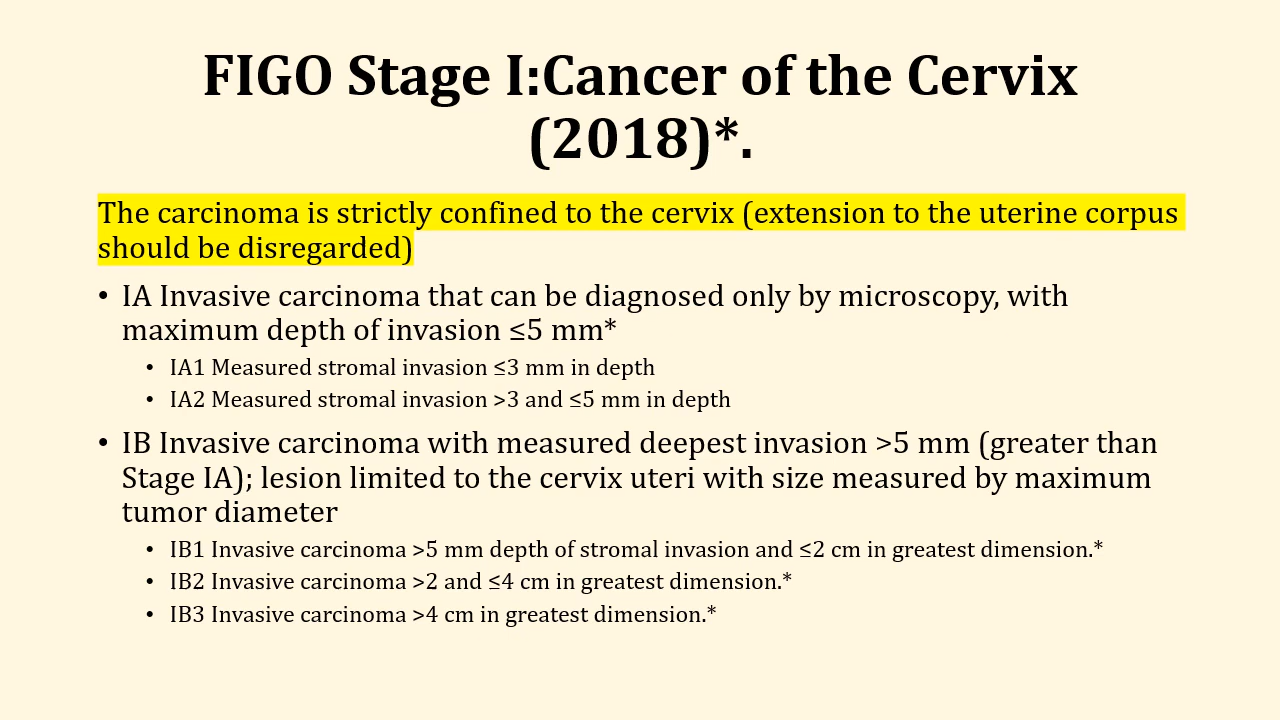 FIGO Stage I:Cancer of the Cervix
(2018)*.
The carcinoma is strictly confined to the cervix (extension to the uterine corpus
should be disregarded)
• IA Invasive carcinoma that can be diagnosed only by microscopy, with
maximum depth of invasion ≤5 mm*
• IA1 Measured stromal invasion ≤3 mm in depth
• IA2 Measured stromal invasion >3 and ≤5 mm in depth
• IB Invasive carcinoma with measured deepest invasion >5 mm (greater than
Stage IA); lesion limited to the cervix uteri with size measured by maximum
tumor diameter
• IB1 Invasive carcinoma >5 mm depth of stromal invasion and ≤2 cm in greatest dimension.*
• IB2 Invasive carcinoma >2 and ≤4 cm in greatest dimension.*
• IB3 Invasive carcinoma >4 cm in greatest dimension.*